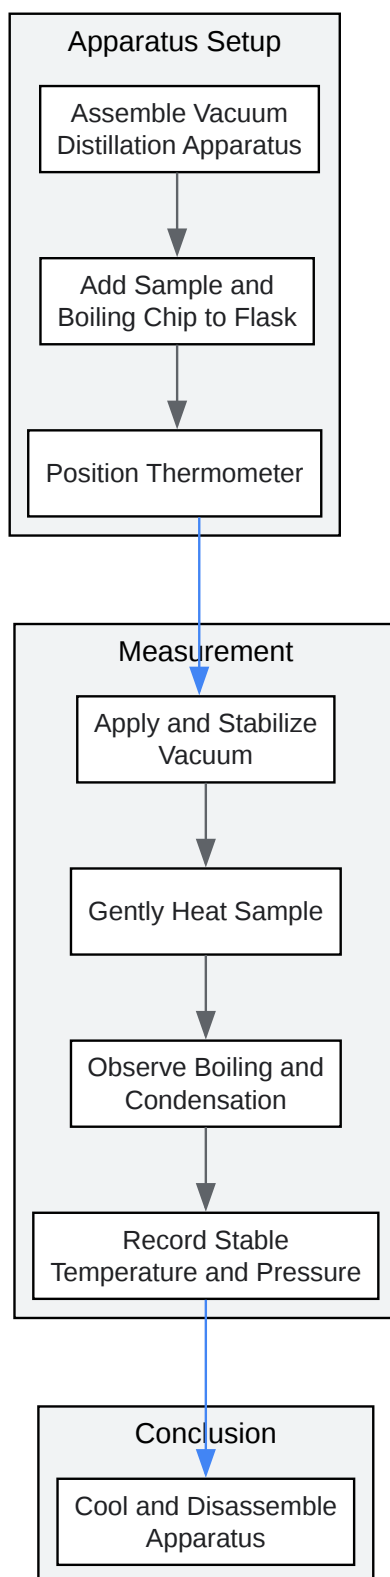 Apparatus Setup
Assemble Vacuum
Distillation Apparatus
Add Sample and
Boiling Chip to Flask
Position Thermometer
Measurement
Apply and Stabilize
Vacuum
Gently Heat Sample
Observe Boiling and
Condensation
Record Stable
Temperature and Pressure
Conclusion
Cool and Disassemble
Apparatus